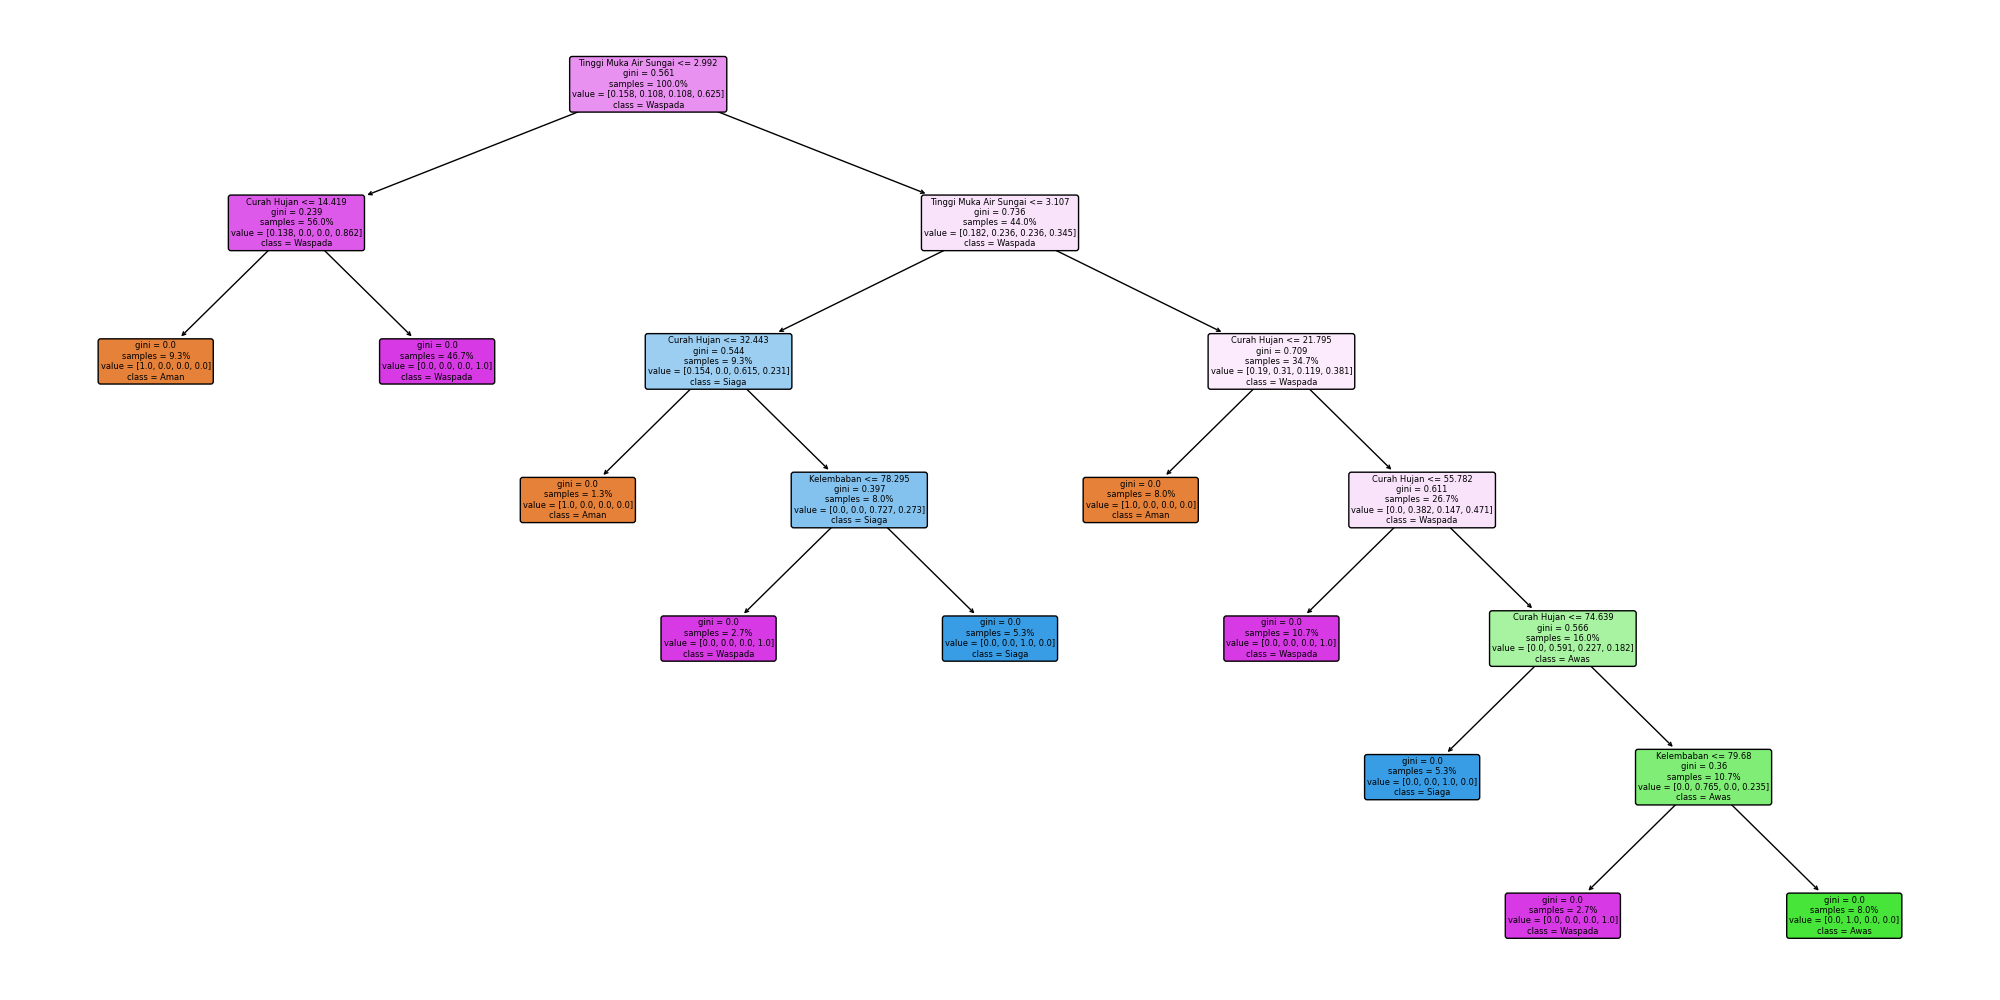 Tinggi Muka Air Sungai <= 2.992
gini = 0.561
samples = 100.0%
value = [0.158, 0.108, 0.108, 0.625]
class = Waspada
Curah Hujan <= 14.419
gini = 0.239
samples = 56.0%
value = [0.138, 0.0, 0.0, 0.862]
class = Waspada
Tinggi Muka Air Sungai <= 3.107
gini = 0.736
samples = 44.0%
value = [0.182, 0.236, 0.236, 0.345]
class = Waspada
gini = 0.0
samples = 9.3%
value = [1.0, 0.0, 0.0, 0.0]
class = Aman
gini = 0.0
samples = 46.7%
value = [0.0, 0.0, 0.0, 1.0]
class = Waspada
Curah Hujan <= 32.443
gini = 0.544
samples = 9.3%
value = [0.154, 0.0, 0.615, 0.231]
class = Siaga
Curah Hujan <= 21.795
gini = 0.709
samples = 34.7%
value = [0.19, 0.31, 0.119, 0.381]
class = Waspada
gini = 0.0
samples = 1.3%
value = [1.0, 0.0, 0.0, 0.0]
class = Aman
Kelembaban <= 78.295
gini = 0.397
samples = 8.0%
value = [0.0, 0.0, 0.727, 0.273]
class = Siaga
gini = 0.0
samples = 8.0%
value = [1.0, 0.0, 0.0, 0.0]
class = Aman
Curah Hujan <= 55.782
gini = 0.611
samples = 26.7%
value = [0.0, 0.382, 0.147, 0.471]
class = Waspada
gini = 0.0
samples = 2.7%
value = [0.0, 0.0, 0.0, 1.0]
class = Waspada
gini = 0.0
samples = 5.3%
value = [0.0, 0.0, 1.0, 0.0]
class = Siaga
gini = 0.0
samples = 10.7%
value = [0.0, 0.0, 0.0, 1.0]
class = Waspada
Curah Hujan <= 74.639
gini = 0.566
samples = 16.0%
value = [0.0, 0.591, 0.227, 0.182]
class = Awas
gini = 0.0
samples = 5.3%
value = [0.0, 0.0, 1.0, 0.0]
class = Siaga
Kelembaban <= 79.68
gini = 0.36
samples = 10.7%
value = [0.0, 0.765, 0.0, 0.235]
class = Awas
gini = 0.0
samples = 2.7%
value = [0.0, 0.0, 0.0, 1.0]
class = Waspada
gini = 0.0
samples = 8.0%
value = [0.0, 1.0, 0.0, 0.0]
class = Awas